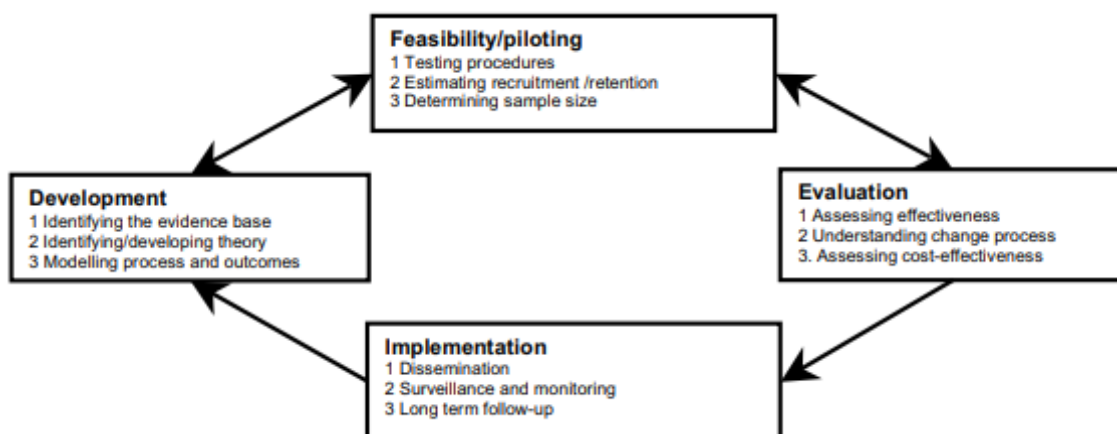 Feasibility/piloting
1 Testing procedures
2 Estimating recruitment /retention
3 Determining sample size
Development
1 Identifying the evidence base
2 Identifying/developing theory
3 Modelling process and outcomes
Evaluation
1 Assessing effectiveness
2 Understanding change process
3. Assessing cost-effectiveness
Implementation
1 Dissemination
2 Surveillance and monitoring
3 Long term follow-up